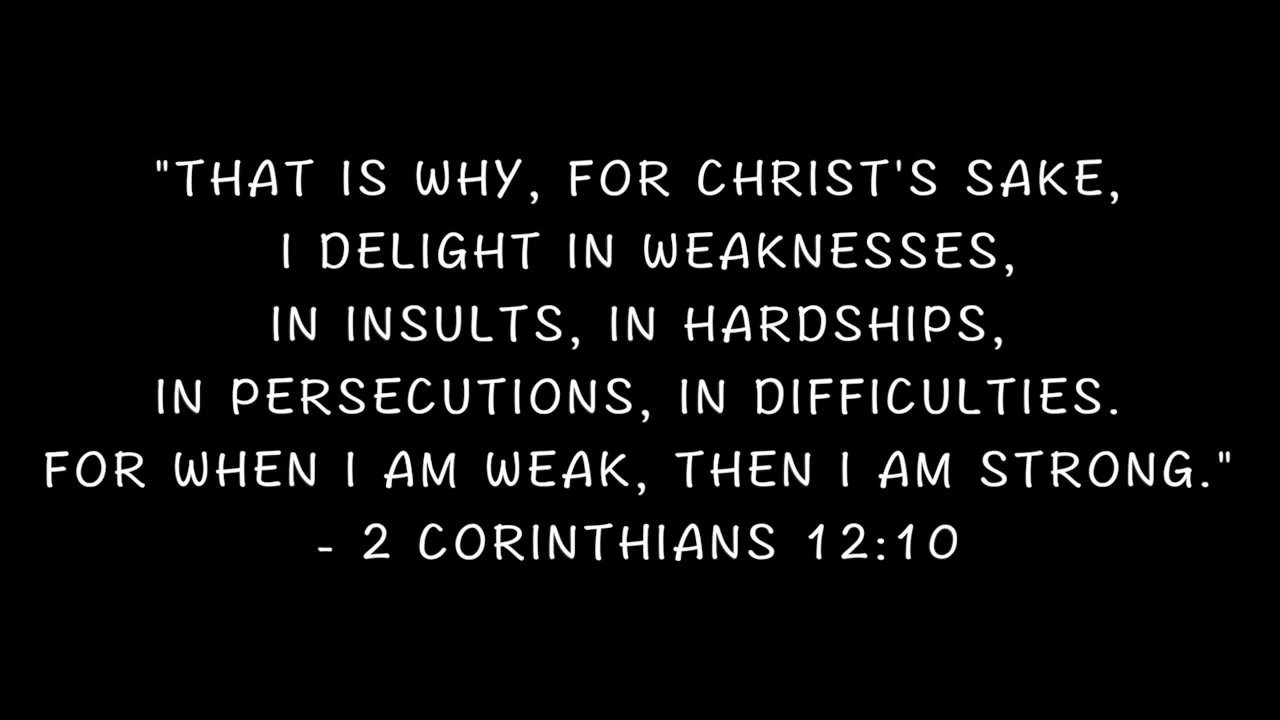 "THAT IS WHY, FOR CHRIST'S SAKE,
I DELIGHT IN WEAKNESSES,
IN INSULTS, IN HARDSHIPS,
IN PERSECUTIONS, IN DIFFICULTIES.
FOR WHEN I AM WEAK, THEN I AM STRONG."
- 2 CORINTHIANS 12:10